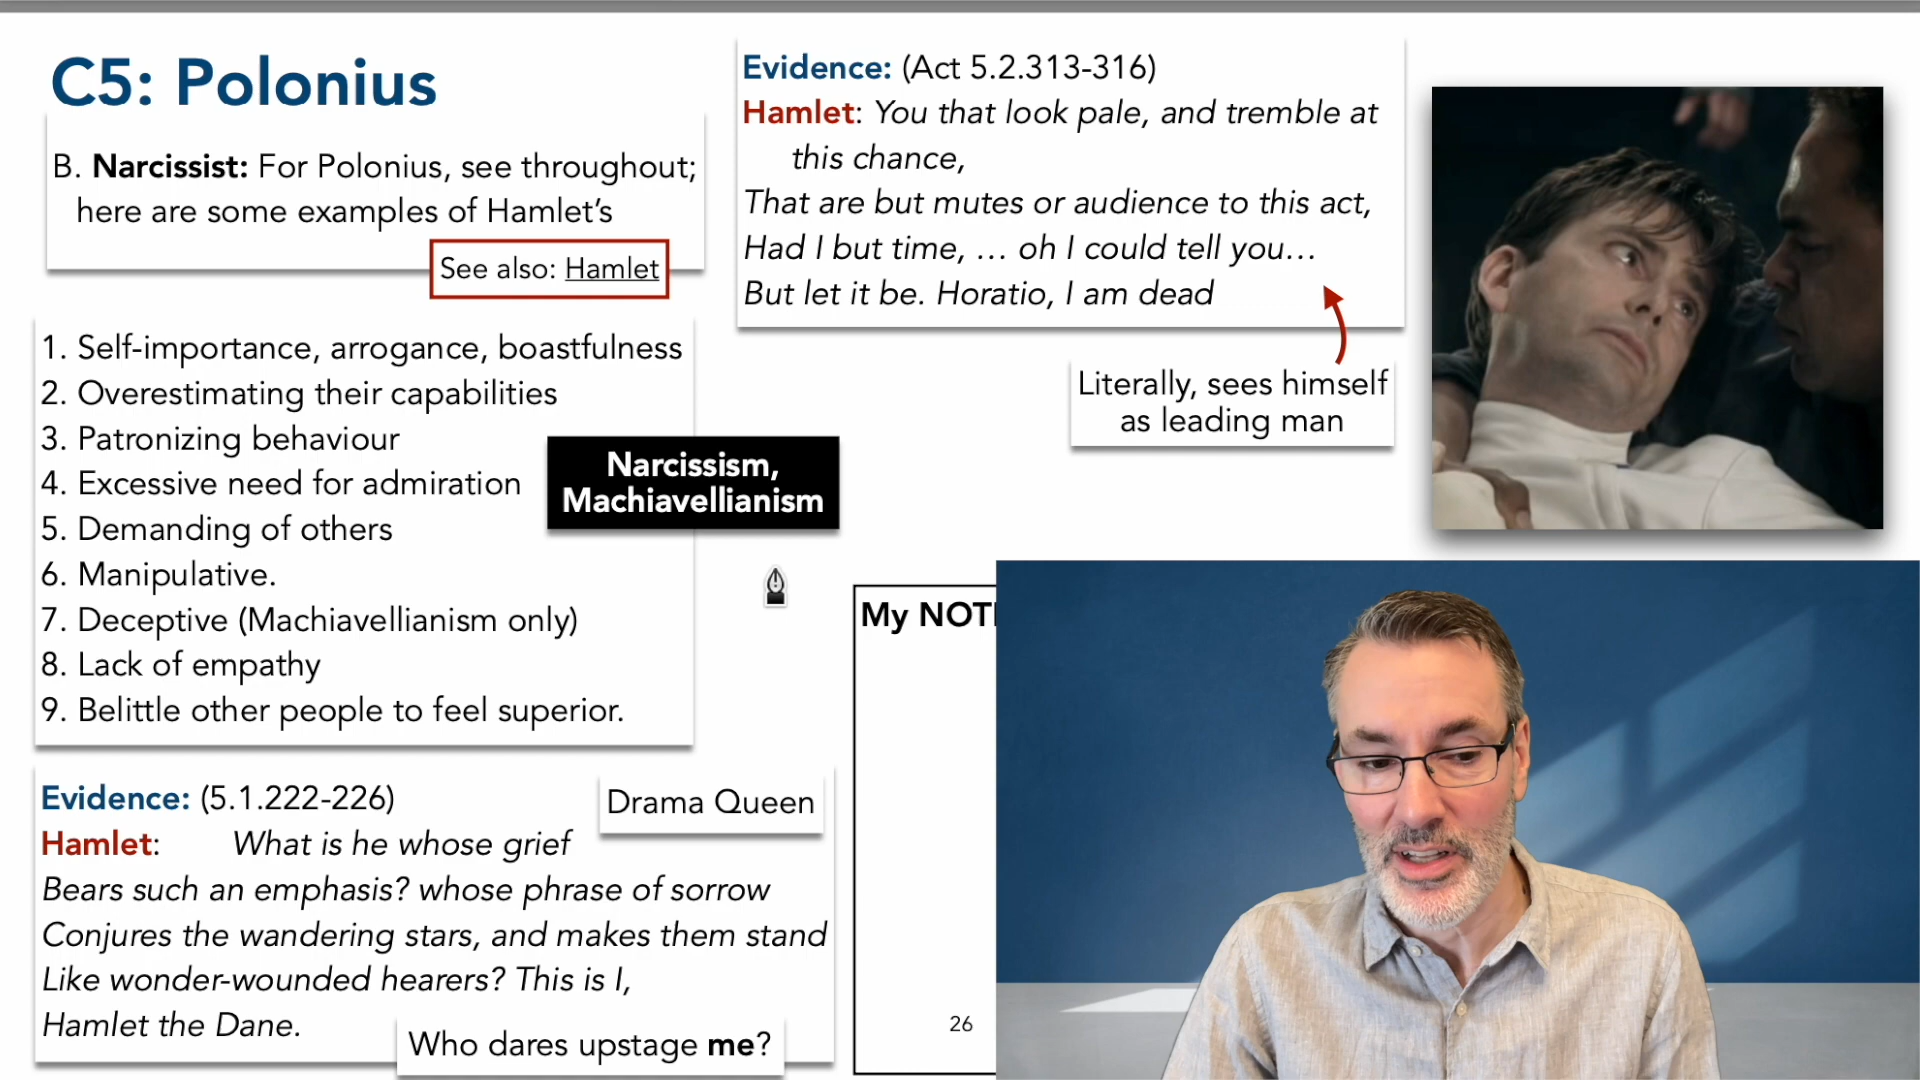 C5: Polonius
B. Narcissist: For Polonius, see throughout;
here are some examples of Hamlet's
See also: Hamlet
1. Self-importance, arrogance, boastfulness
2. Overestimating their capabilities
3. Patronizing behaviour
4. Excessive need for admiration
5. Demanding of others
6. Manipulative.
7. Deceptive (Machiavellianism only)
8. Lack of empathy
9. Belittle other people to feel superior.
Narcissism,
Machiavellianism
Evidence: (5.1.222-226)
Drama Queen
Hamlet: What is he whose grief
Bears such an emphasis? whose phrase of sorrow
Conjures the wandering stars, and makes them stand
Like wonder-wounded hearers? This is I,
Hamlet the Dane.
Who dares upstage me?
Evidence: (Act 5.2.313-316)
Hamlet: You that look pale, and tremble at
this chance,
That are but mutes or audience to this act,
Had I but time, … oh I could tell you…
But let it be. Horatio, I am dead
Literally, sees himself
as leading man
My NOT
26